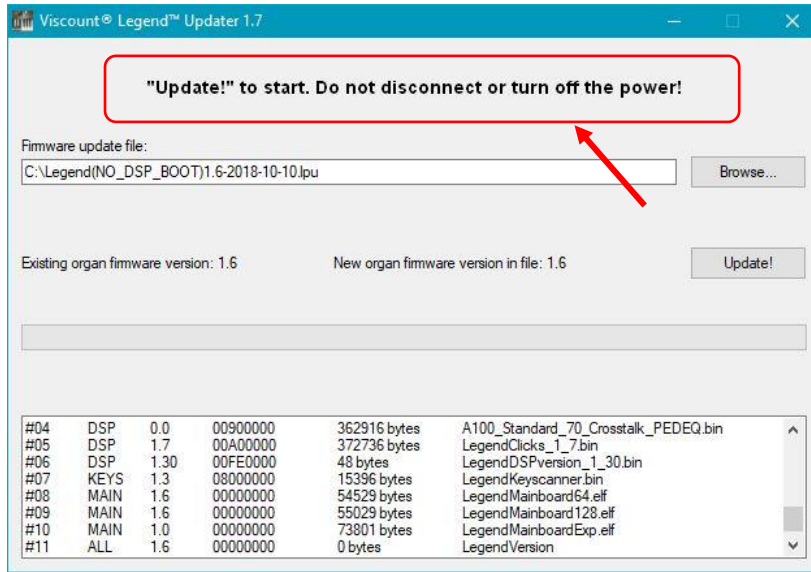 Viscount® Legend™ Updater 1.7
"Update!" to start. Do not disconnect or turn off the power!
Firmware update file:
C:\Legend(NO_DSP_BOOT)1.6-2018-10-10.lpu Browse...
Existing organ firmware version: 1.6 New organ firmware version in file: 1.6 Update!
#04 DSP 0.0 00900000 362916 bytes A100_Standard_70_Crosstalk_PEDEQ.bin
#05 DSP 1.7 00A00000 372736 bytes LegendClicks_1_7.bin
#06 DSP 1.30 00FE0000 48 bytes LegendDSPversion_1_30.bin
#07 KEYS 1.3 08000000 15396 bytes LegendKeyscanner.bin
#08 MAIN 1.6 00000000 54529 bytes LegendMainboard64.elf
#09 MAIN 1.6 00000000 55029 bytes LegendMainboard128.elf
#10 MAIN 1.0 00000000 73801 bytes LegendMainboardExp.elf
#11 ALL 1.6 00000000 0 bytes LegendVersion